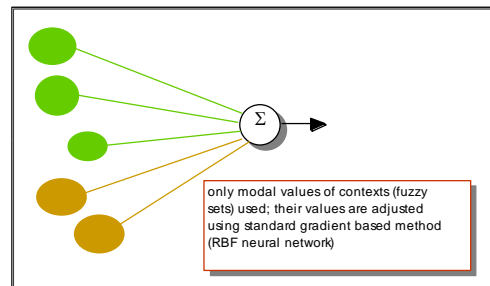 Σ
only modal values of contexts (fuzzy
sets) used; their values are adjusted
using standard gradient based method
(RBF neural network)